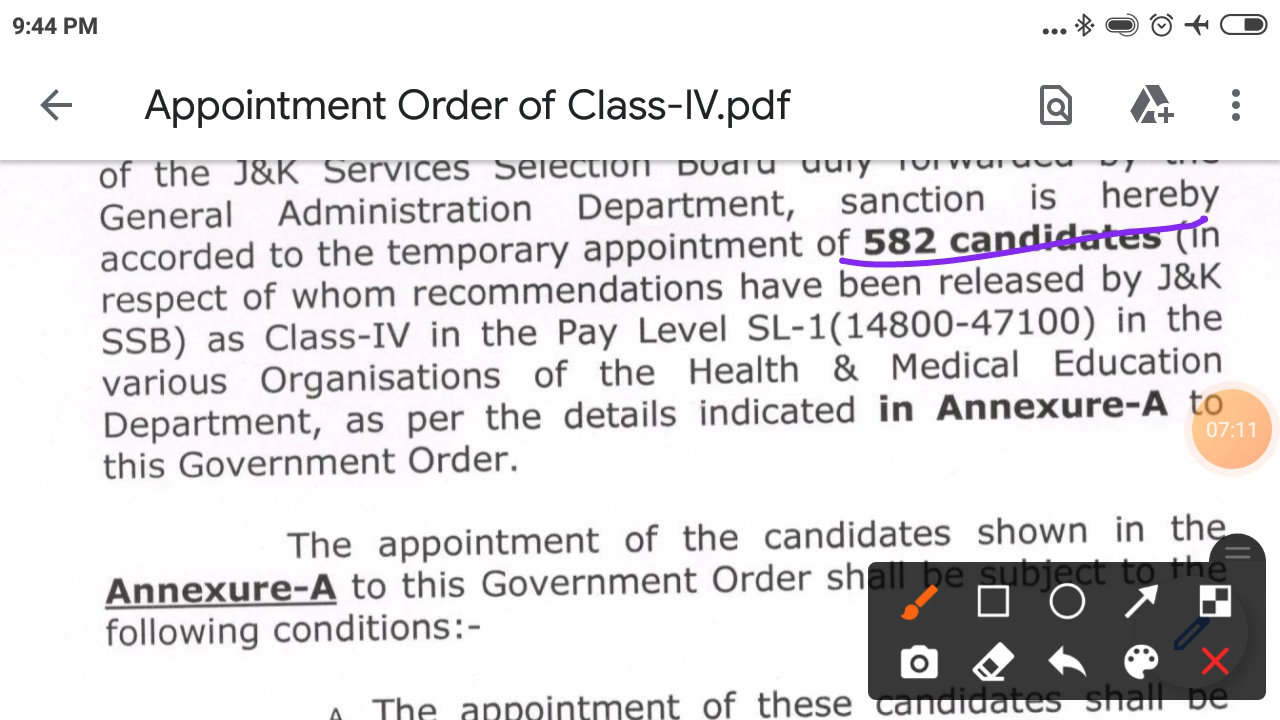 9:44 PM
Appointment Order of Class-IV.pdf
of the J&K Services Selection Board duly forwarded by the
General Administration Department, sanction is hereby
accorded to the temporary appointment of 582 candidates (in
respect of whom recommendations have been released by J&K
SSB) as Class-IV in the Pay Level SL-1(14800-47100) in the
various Organisations of the Health & Medical Education
Department, as per the details indicated in Annexure-A to
this Government Order.
07:11
The appointment of the candidates shown in the
Annexure-A to this Government Order shall be subject to the
following conditions:-
A The appointment of these candidates shall be